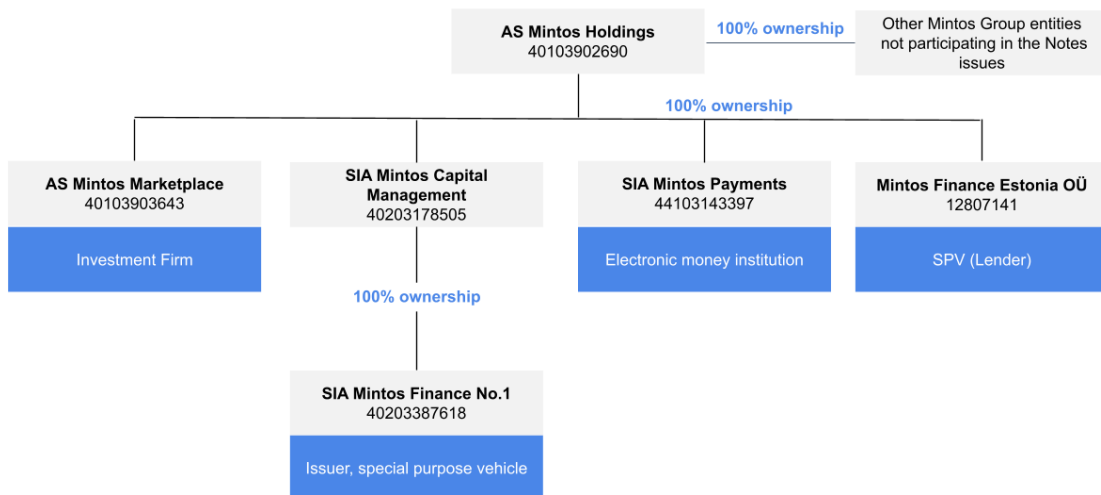 AS Mintos Holdings
40103902690
100% ownership
Other Mintos Group entities
not participating in the Notes
issues
100% ownership
AS Mintos Marketplace
40103903643
Investment Firm
SIA Mintos Capital
Management
40203178505
SIA Mintos Payments
44103143397
Electronic money institution
Mintos Finance Estonia OÜ
12807141
SPV (Lender)
100% ownership
SIA Mintos Finance No.1
40203387618
Issuer, special purpose vehicle